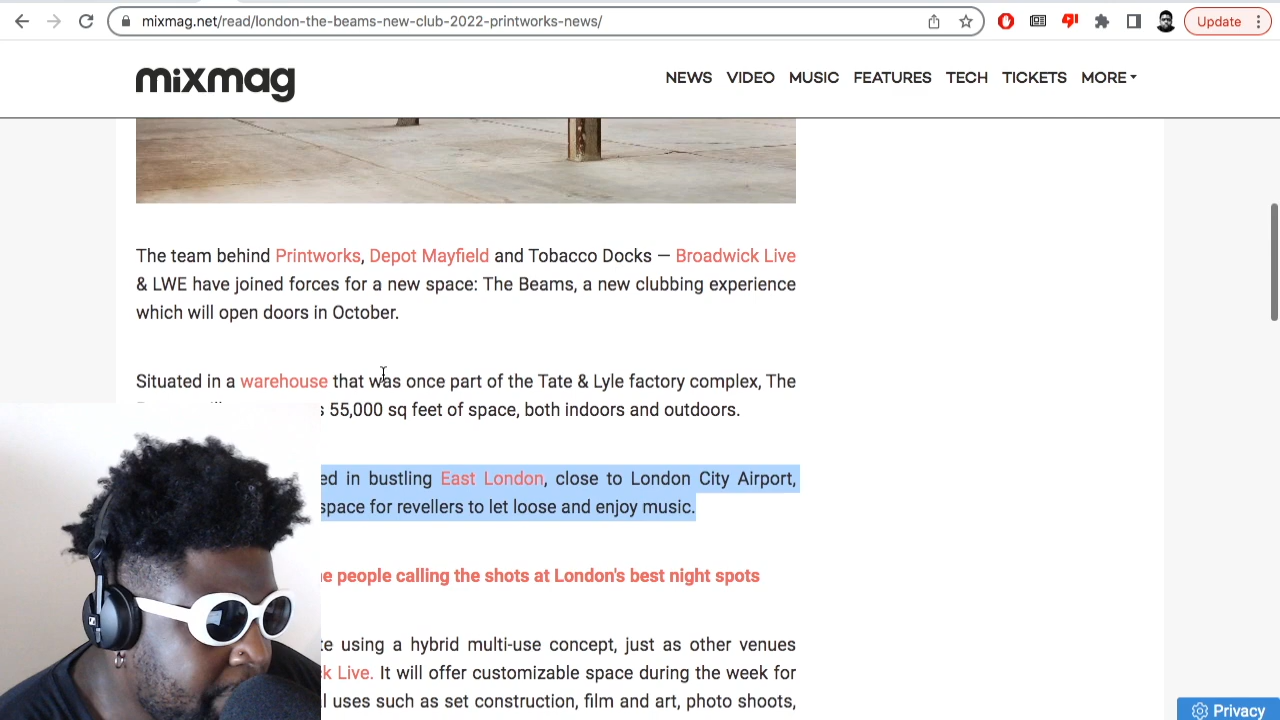 mixmag.net/read/london-the-beams-new-club-2022-printworks-news/
Update
mixmag
NEWS VIDEO MUSIC FEATURES TECH TICKETS MORE
The team behind Printworks, Depot Mayfield and Tobacco Docks — Broadwick Live
& LWE have joined forces for a new space: The Beams, a new clubbing experience
which will open doors in October.
Situated in a warehouse that was once part of the Tate & Lyle factory complex, The
55,000 sq feet of space, both indoors and outdoors.
ed in bustling East London, close to London City Airport,
space for revellers to let loose and enjoy music.
e people calling the shots at London's best night spots
te using a hybrid multi-use concept, just as other venues
k Live. It will offer customizable space during the week for
l uses such as set construction, film and art, photo shoots,
Privacy